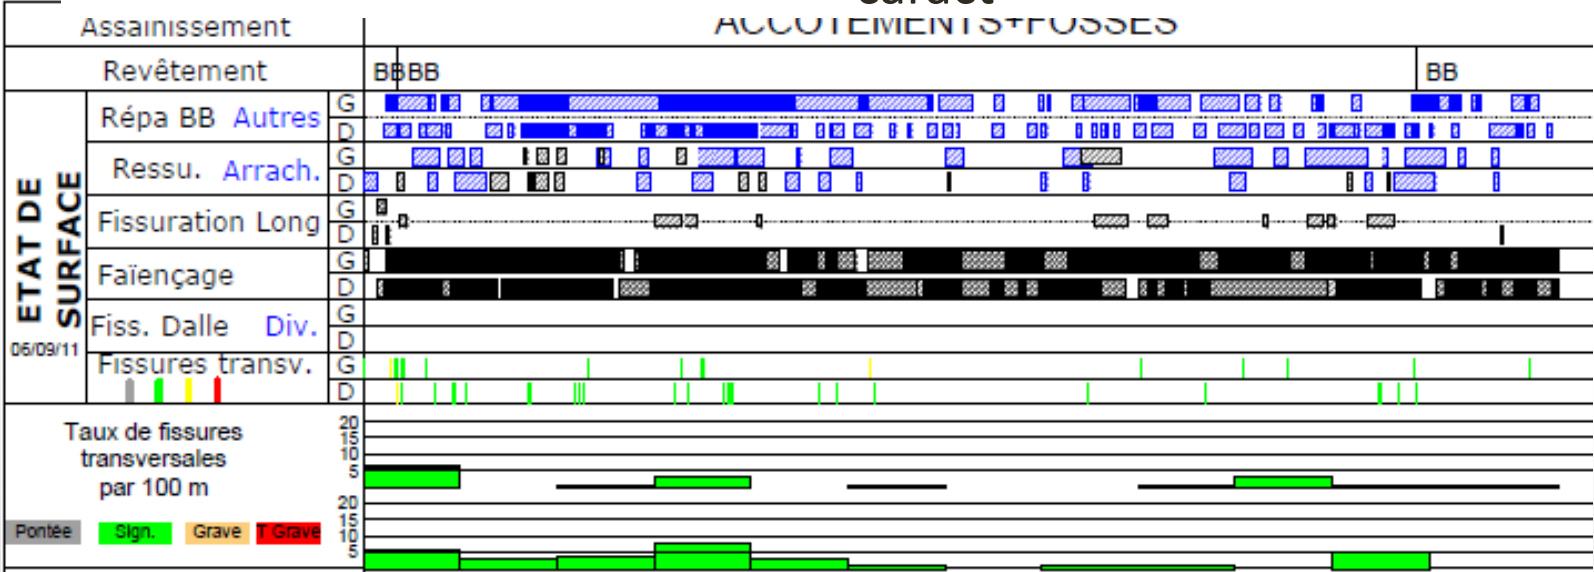 Assainissement ACCOTEMENTS+FOSSES
Revêtement BB BB BB
ETAT DE SURFACE
06/09/11
Répa BB Autres G
D
Ressu. Arrach. G
D
Fissuration Long G
D
Faïençage G
D
Fiss. Dalle Div. G
D
Fissures transv. G
D
Taux de fissures
transversales
par 100 m
20
15
10
5
20
15
10
5
Pontée Sign. Grave T Grave